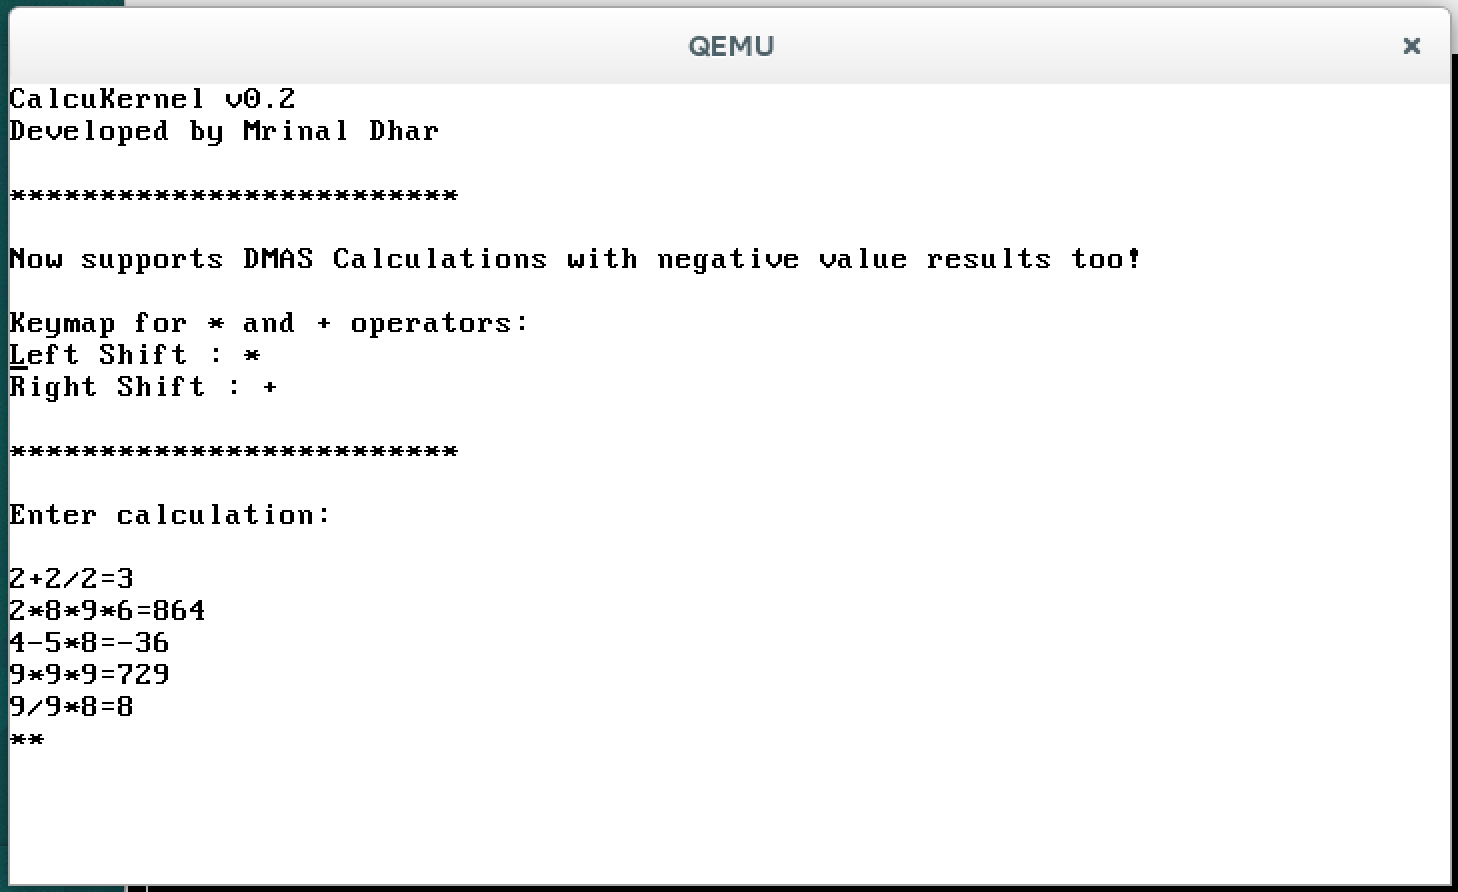 QEMU
CalcuKernel v0.2
Developed by Mrinal Dhar
*************************
Now supports DMAS Calculations with negative value results too!
Keymap for * and + operators:
Left Shift : *
Right Shift : +
*************************
Enter calculation:
2+2/2=3
2*8*9*6=864
4-5*8=-36
9*9*9=729
9/9*8=8
**